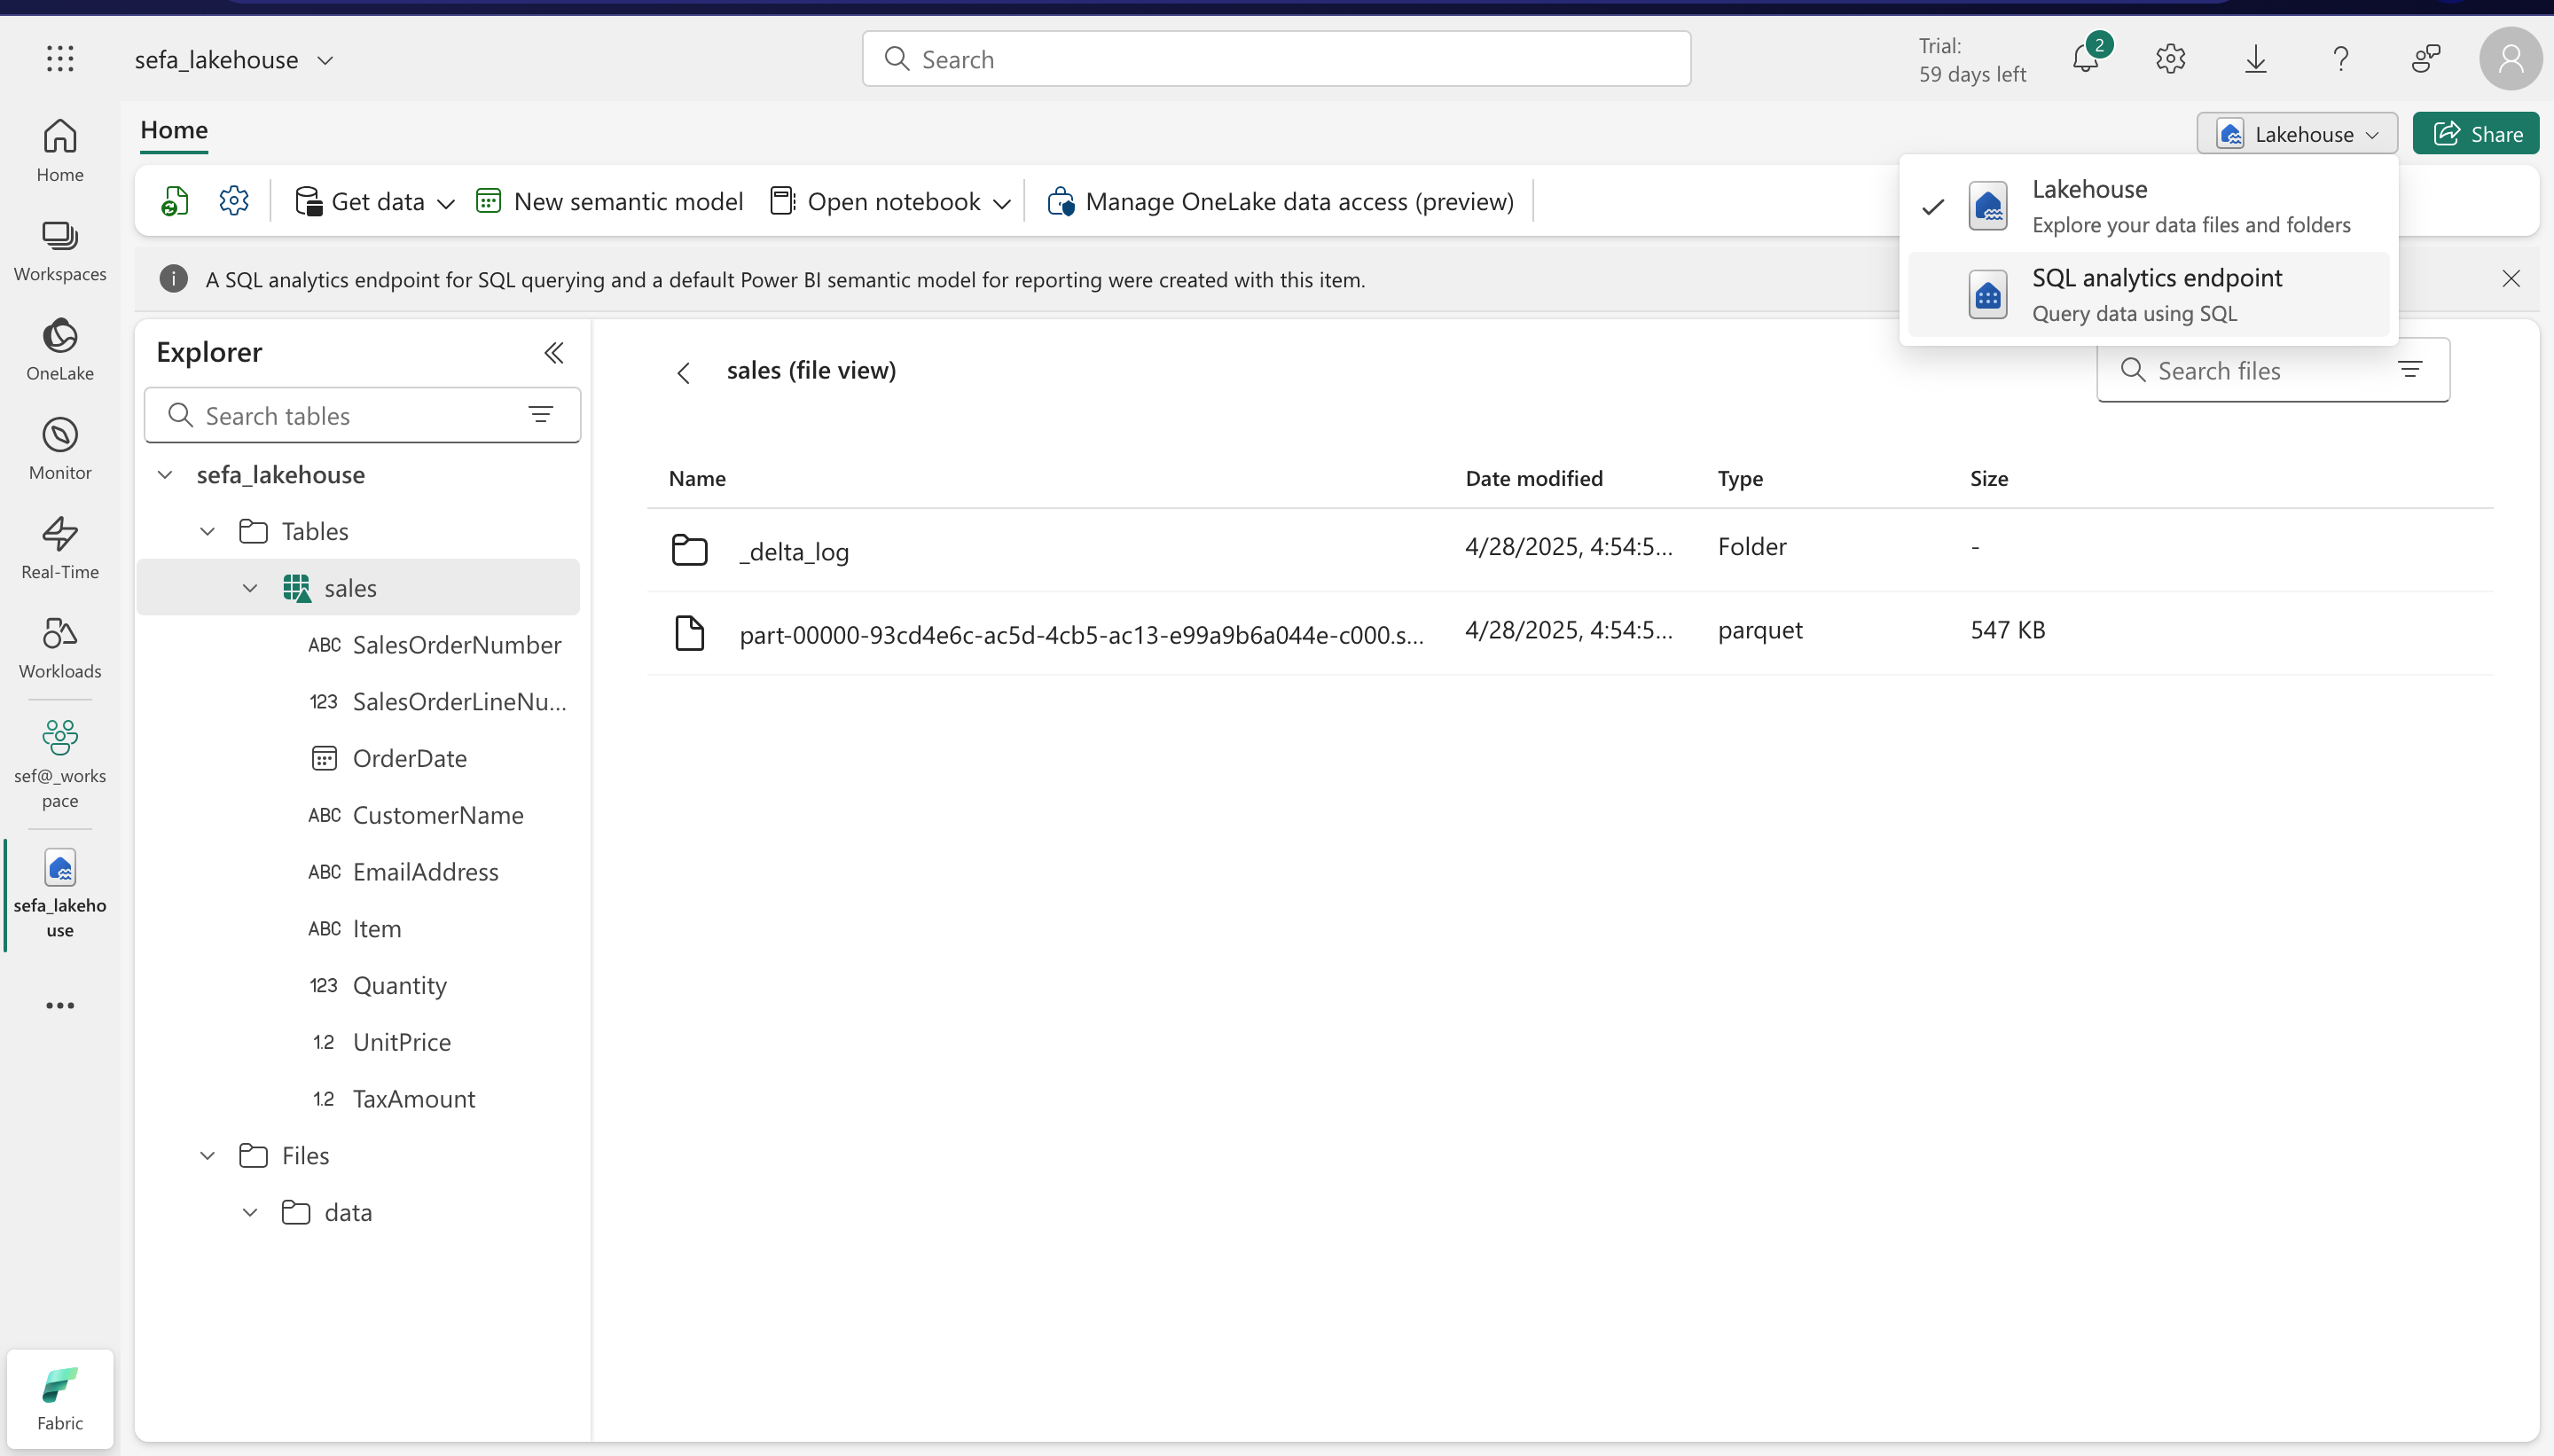 sefa_lakehouse
Search
Trial:
59 days left
2
Home
Lakehouse
Share
Get data
New semantic model
Open notebook
Manage OneLake data access (preview)
Lakehouse
Explore your data files and folders
SQL analytics endpoint
Query data using SQL
A SQL analytics endpoint for SQL querying and a default Power BI semantic model for reporting were created with this item.
Home
Workspaces
OneLake
Monitor
Real-Time
Workloads
sef@_works
pace
sefa_lakeho
use
Fabric
Explorer
Search tables
sefa_lakehouse
Tables
sales
ABC SalesOrderNumber
123 SalesOrderLineNu...
OrderDate
ABC CustomerName
ABC EmailAddress
ABC Item
123 Quantity
1.2 UnitPrice
1.2 TaxAmount
Files
data
sales (file view)
Search files
Name Date modified Type Size
_delta_log 4/28/2025, 4:54:5... Folder -
part-00000-93cd4e6c-ac5d-4cb5-ac13-e99a9b6a044e-c000.s... 4/28/2025, 4:54:5... parquet 547 KB